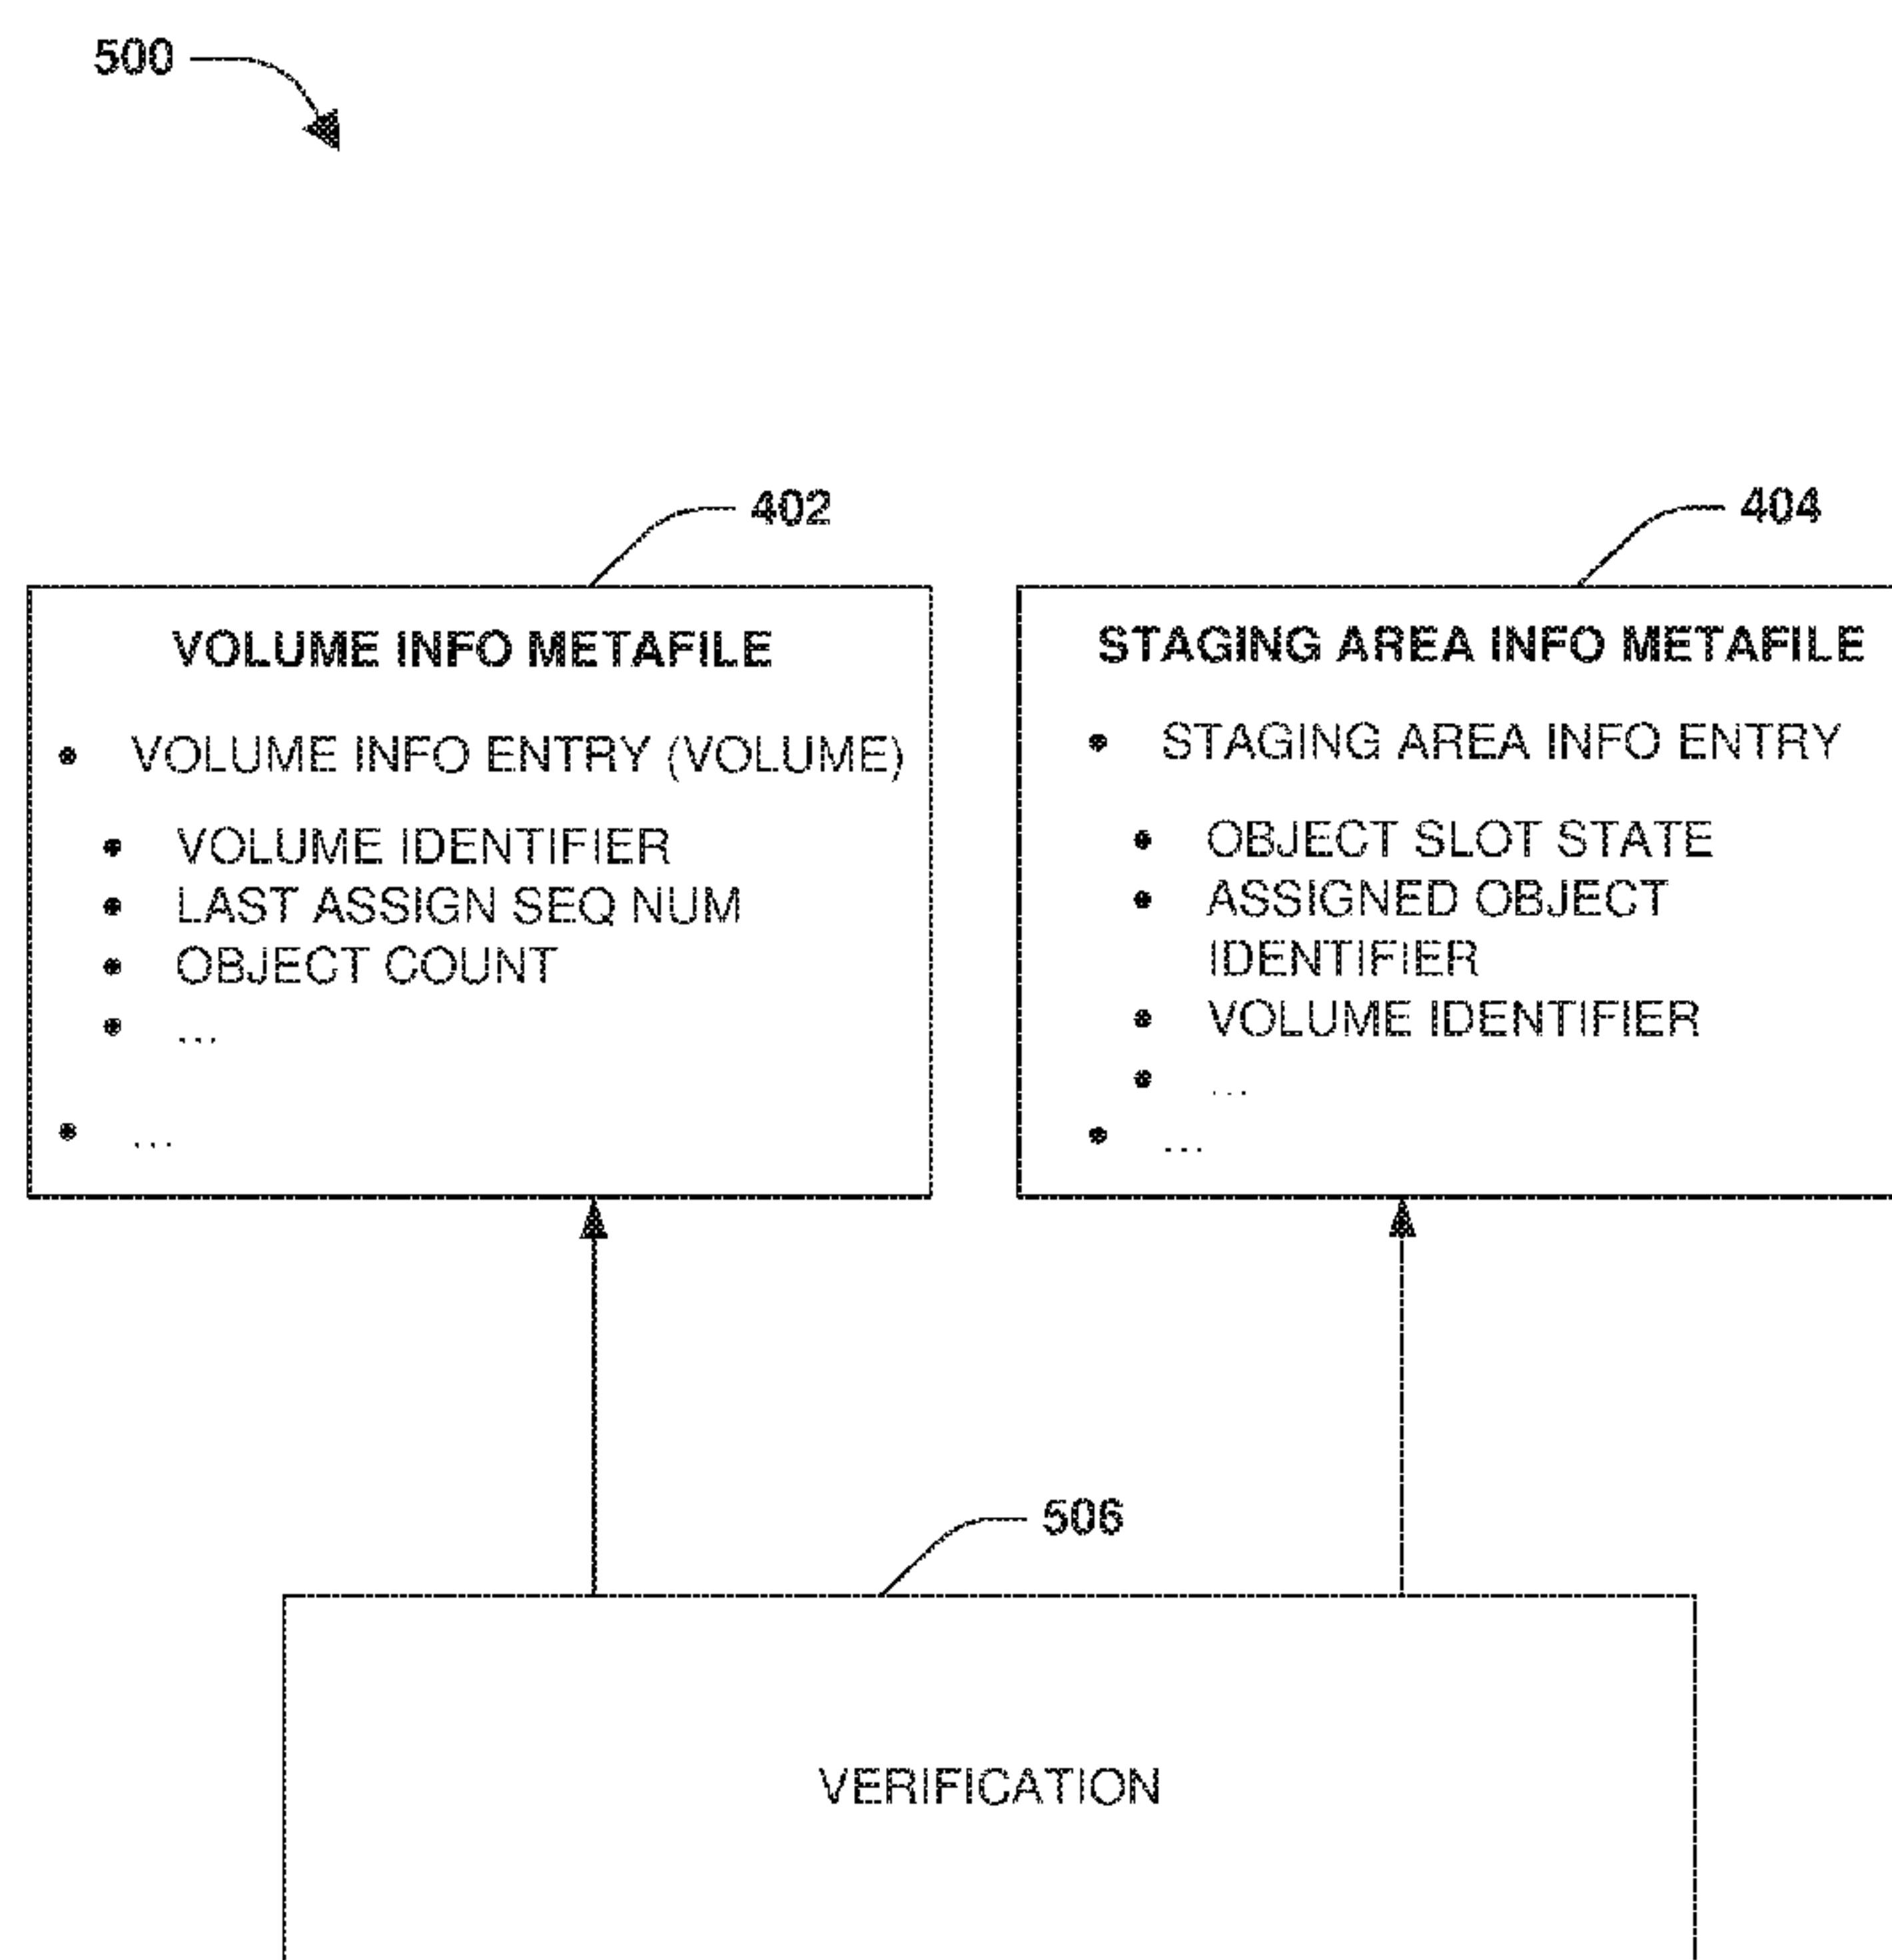 500
402
VOLUME INFO METAFILE
• VOLUME INFO ENTRY (VOLUME)
• VOLUME IDENTIFIER
• LAST ASSIGN SEQ NUM
• OBJECT COUNT
• ...
• ...
404
STAGING AREA INFO METAFILE
• STAGING AREA INFO ENTRY
• OBJECT SLOT STATE
• ASSIGNED OBJECT
IDENTIFIER
• VOLUME IDENTIFIER
• ...
• ...
506
VERIFICATION